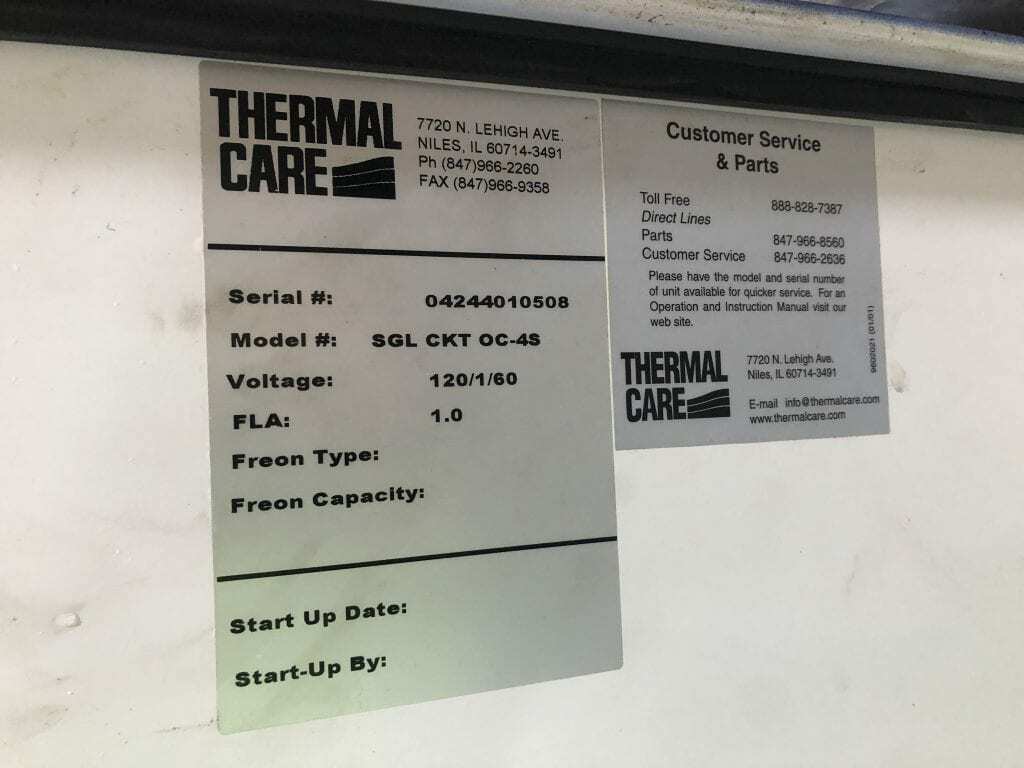 THERMAL
CARE
7720 N. LEHIGH AVE.
NILES, IL 60714-3491
Ph (847)966-2260
FAX (847)966-9358
Serial #: 04244010508
Model #: SGL CKT OC-4S
Voltage: 120/1/60
FLA: 1.0
Freon Type:
Freon Capacity:
Start Up Date:
Start-Up By:
Customer Service
& Parts
Toll Free 888-828-7387
Direct Lines
Parts 847-966-8560
Customer Service 847-966-2636
Please have the model and serial number
of unit available for quicker service. For an
Operation and Instruction Manual visit our
web site.
9602021 (01/01)
THERMAL
CARE
7720 N. Lehigh Ave.
Niles, IL 60714-3491
E-mail info@thermalcare.com
www.thermalcare.com